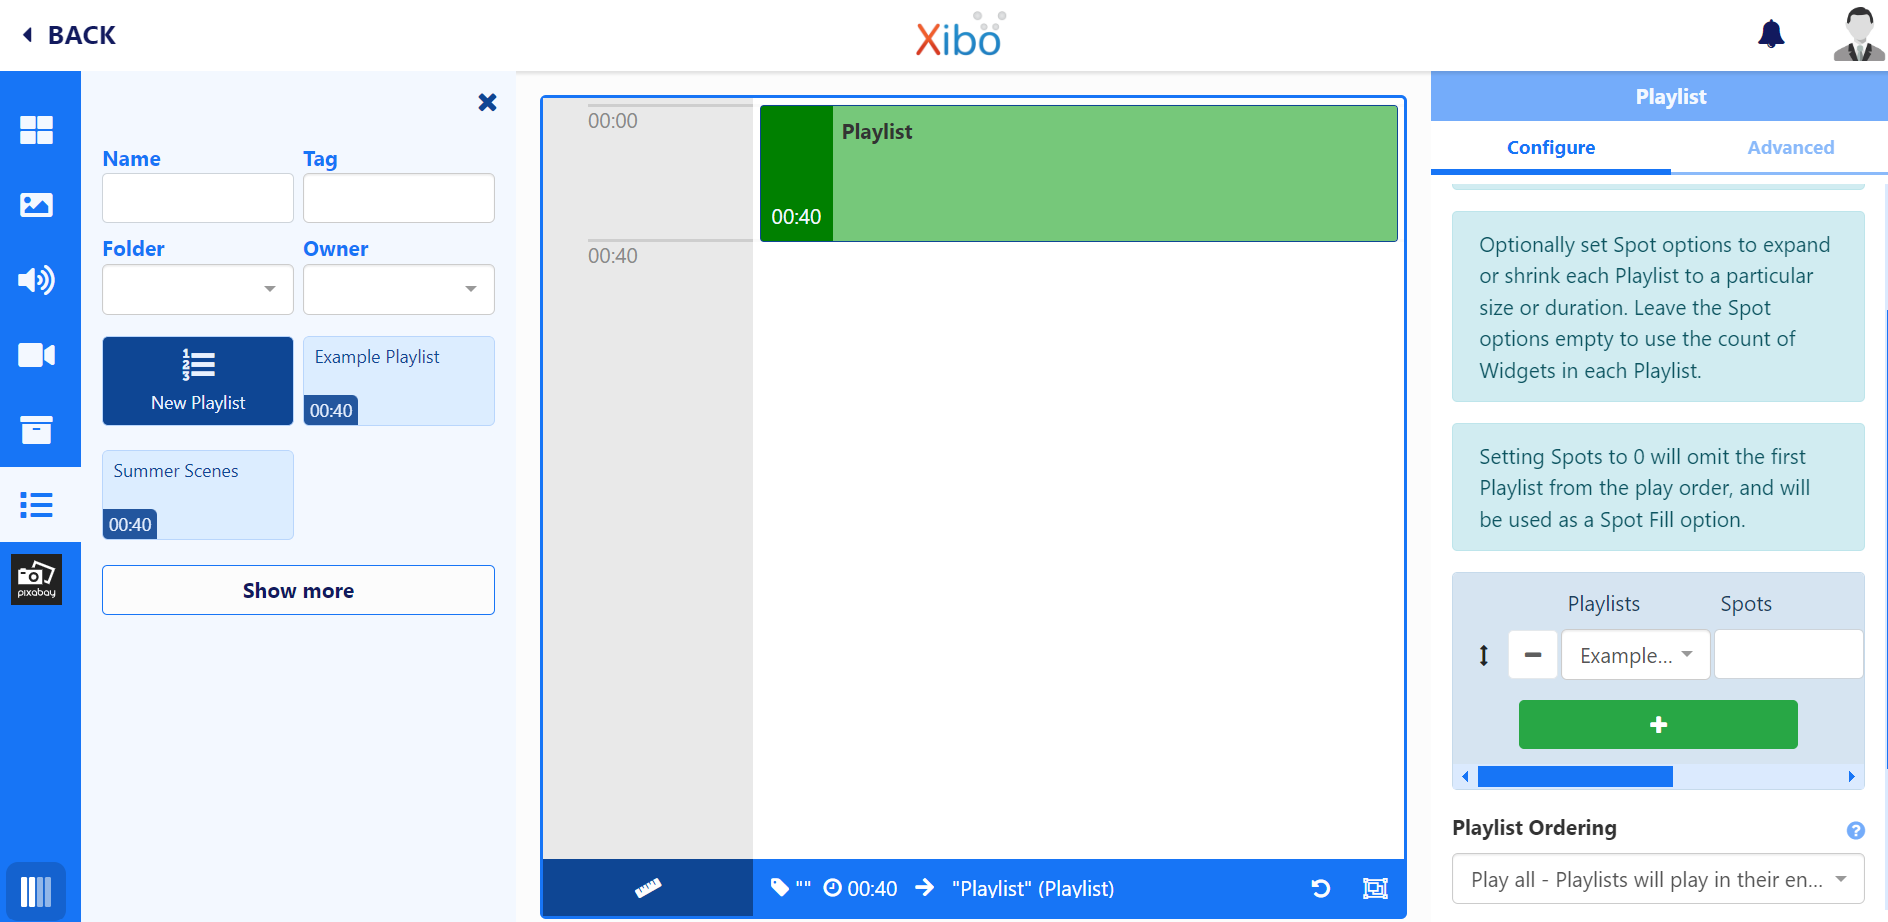 BACK
Xibo
Name
Tag
Folder
Owner
1
2
3
New Playlist
Example Playlist
00:40
Summer Scenes
00:40
Show more
pixabay
00:00
Playlist
00:40
00:40
"" 00:40 "Playlist" (Playlist)
Playlist
Configure
Advanced
Optionally set Spot options to expand
or shrink each Playlist to a particular
size or duration. Leave the Spot
options empty to use the count of
Widgets in each Playlist.
Setting Spots to 0 will omit the first
Playlist from the play order, and will
be used as a Spot Fill option.
Playlists
Spots
Example...
Playlist Ordering
?
Play all - Playlists will play in their en...